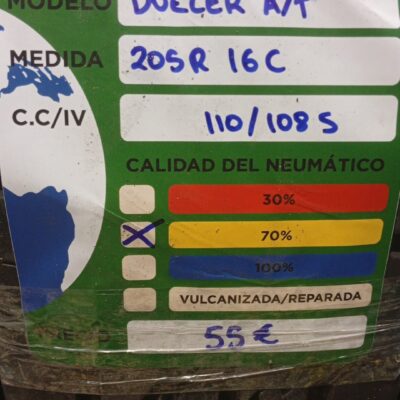 MODELO DUELER A/T
MEDIDA 205R 16C
C.C/IV 110/108 S
CALIDAD DEL NEUMÁTICO
30%
X 70%
100%
VULCANIZADA/REPARADA
55 €